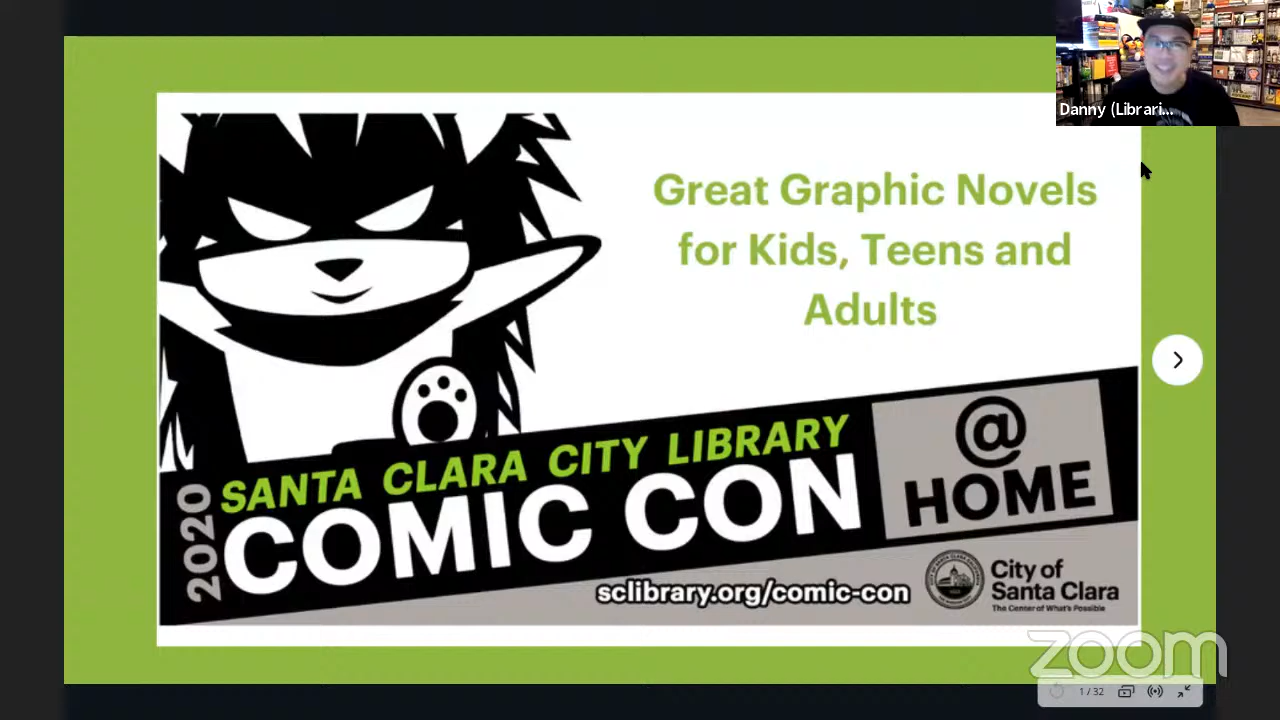 Danny (Librari...
Great Graphic Novels
for Kids, Teens and
Adults
2020
SANTA CLARA CITY LIBRARY
COMIC CON
@
HOME
sclibrary.org/comic-con
City of
Santa Clara
The Center of What's Possible
zoom
1 / 32